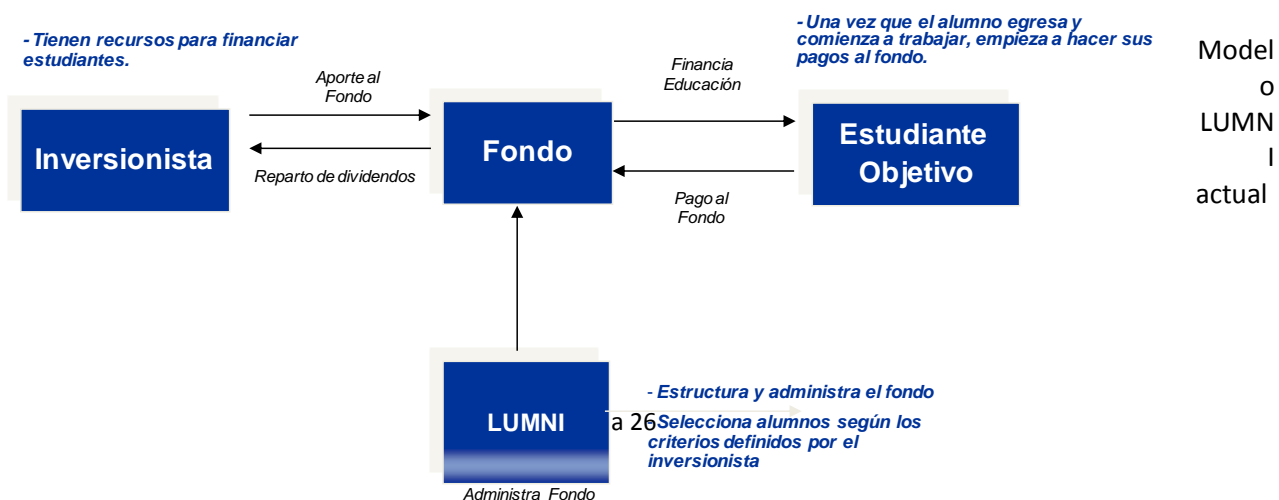 - Tienen recursos para financiar
estudiantes.
Aporte al
Fondo
Inversionista
Reparto de dividendos
Fondo
Financia
Educación
Pago al
Fondo
- Una vez que el alumno egresa y
comienza a trabajar, empieza a hacer sus
pagos al fondo.
Estudiante
Objetivo
Model
o
LUMN
I
actual
LUMNI
Administra Fondo
a 26
- Estructura y administra el fondo
- Selecciona alumnos según los
criterios definidos por el
inversionista